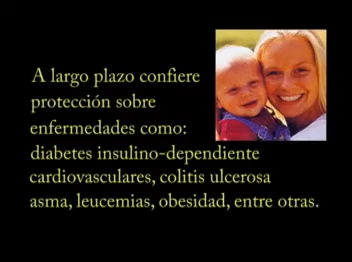 A largo plazo confiere
protección sobre
enfermedades como:
diabetes insulino-dependiente
cardiovasculares, colitis ulcerosa
asma, leucemias, obesidad, entre otras.